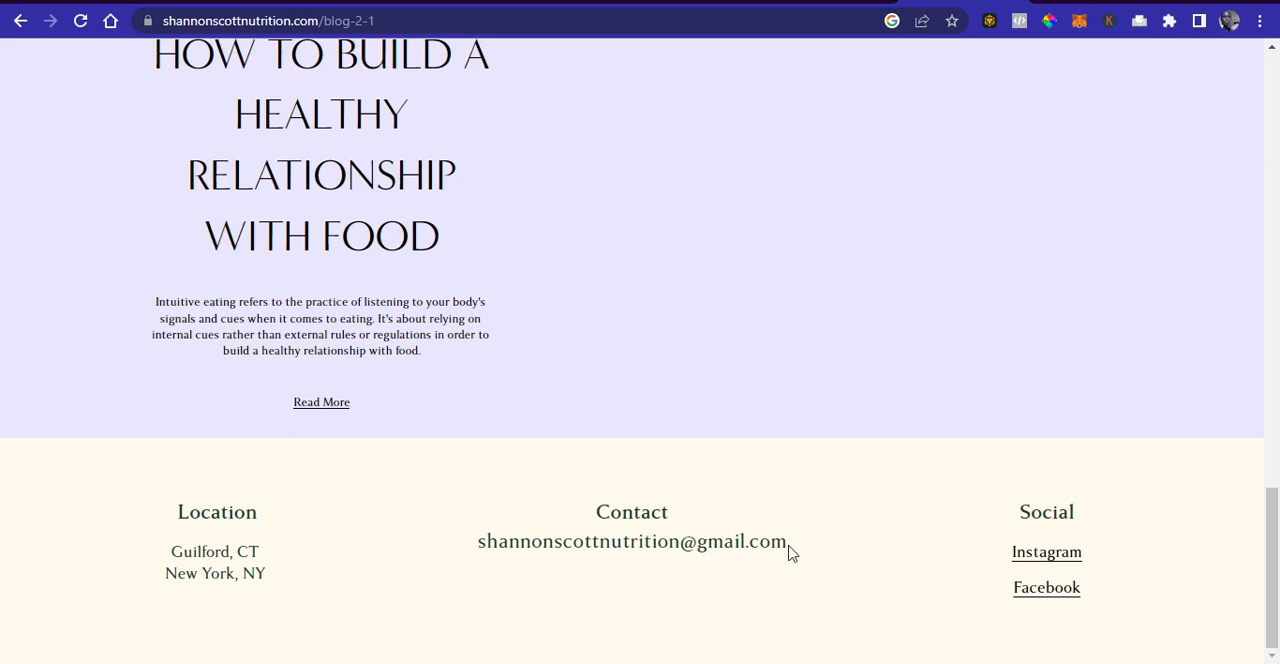 shannonscottnutrition.com/blog-2-1
HOW TO BUILD A
HEALTHY
RELATIONSHIP
WITH FOOD
Intuitive eating refers to the practice of listening to your body's
signals and cues when it comes to eating. It's about relying on
internal cues rather than external rules or regulations in order to
build a healthy relationship with food.
Read More
Location
Guilford, CT
New York, NY
Contact
shannonscottnutrition@gmail.com
Social
Instagram
Facebook